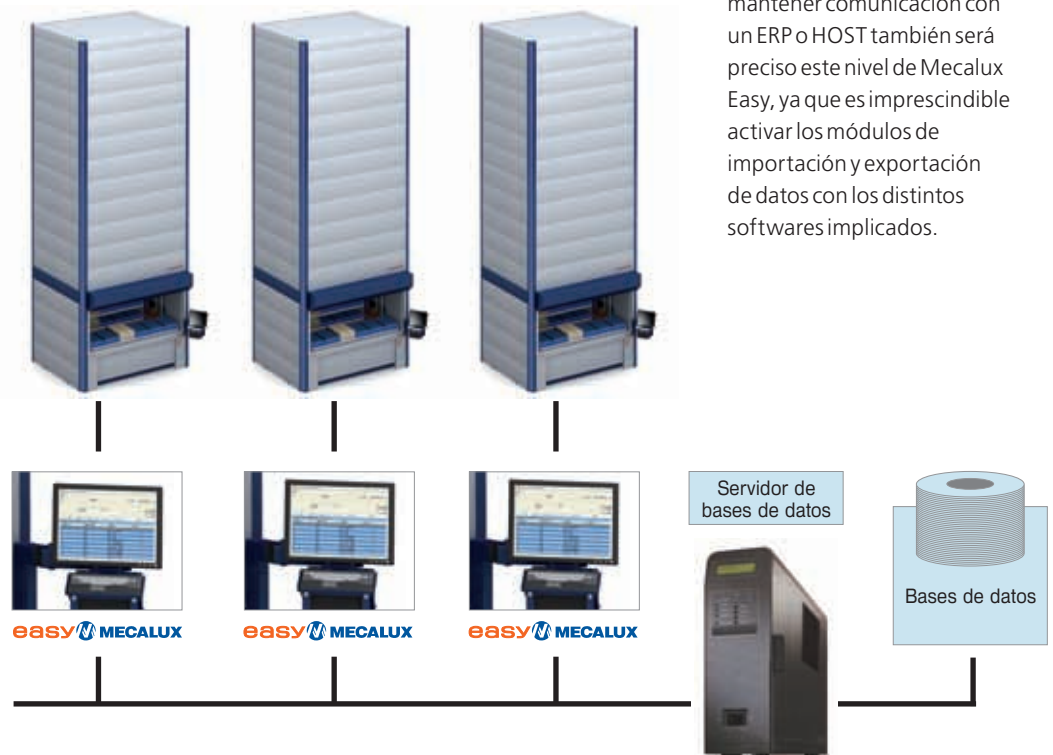 mantener comunicación con
un ERP o HOST también será
preciso este nivel de Mecalux
Easy, ya que es imprescindible
activar los módulos de
importación y exportación
de datos con los distintos
softwares implicados.
Servidor de
bases de datos
Bases de datos
easy MECALUX
easy MECALUX
easy MECALUX